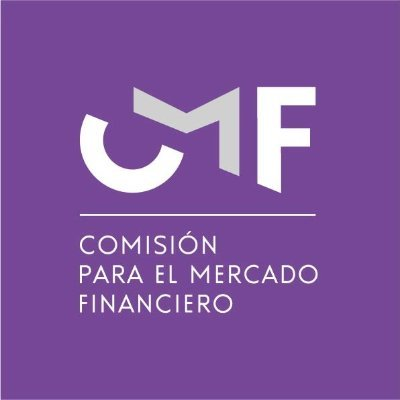 CMF
COMISIÓN
PARA EL MERCADO
FINANCIERO